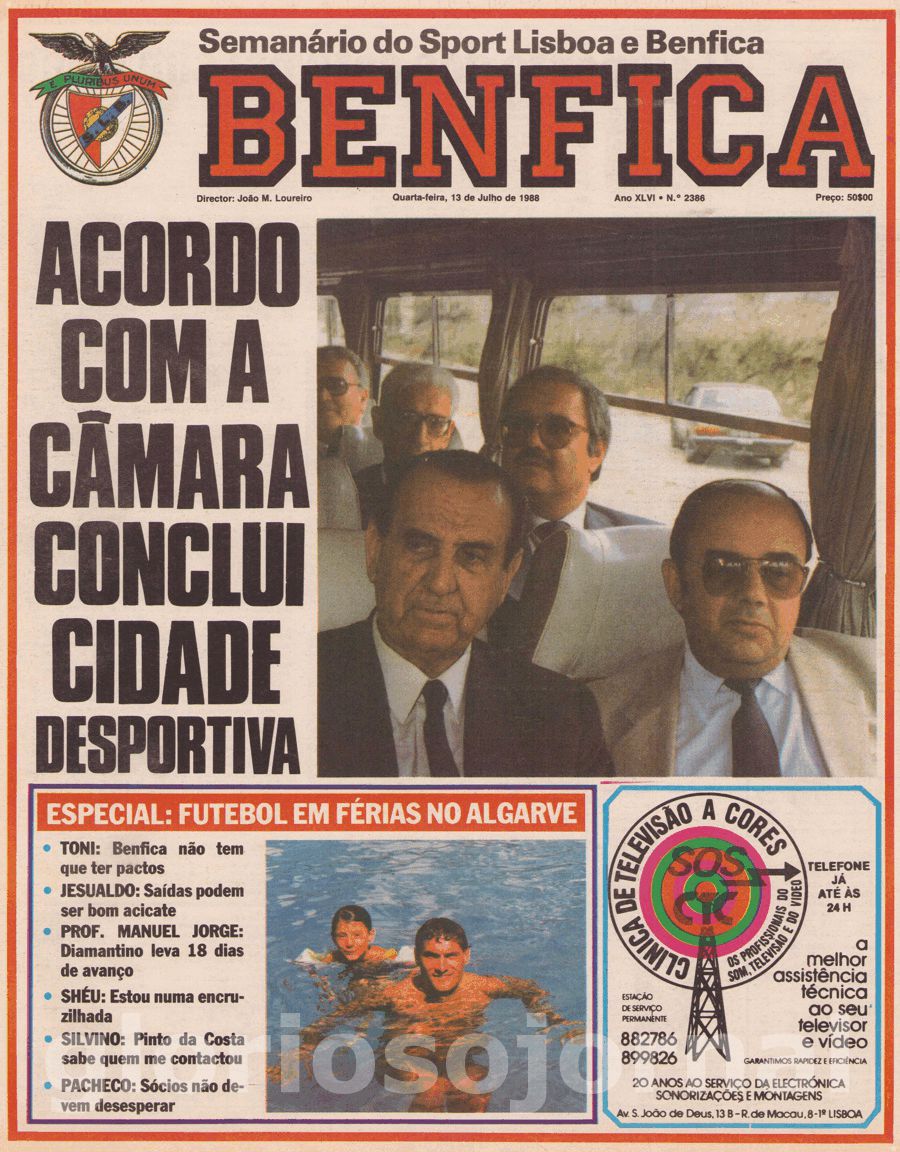 Semanário do Sport Lisboa e Benfica
BENFICA
E PLURIBUS UNUM
Director: João M. Loureiro
Quarta-feira, 13 de Julho de 1988
Ano XLVI • N.º 2386
Preço: 50$00
ACORDO
COM A
CÂMARA
CONCLUI
CIDADE
DESPORTIVA
ESPECIAL: FUTEBOL EM FÉRIAS NO ALGARVE
• TONI: Benfica não tem
que ter pactos
• JESUALDO: Saídas podem
ser bom acicate
• PROF. MANUEL JORGE:
Diamantino leva 18 dias
de avanço
• SHÉU: Estou numa encru-
zilhada
• SILVINO: Pinto da Costa
sabe quem me contactou
• PACHECO: Sócios não de-
vem desesperar
CLÍNICA DE TELEVISÃO A CORES
SOS
CTC
OS PROFISSIONAIS DO
SOM, TELEVISÃO E DO VIDEO
TELEFONE
JÁ
ATÉ ÀS
24 H
a
melhor
assistência
técnica
ao seu
televisor
e vídeo
ESTAÇÃO
DE SERVIÇO
PERMANENTE
882786
899826
GARANTIMOS RAPIDEZ E EFICIÊNCIA
20 ANOS AO SERVIÇO DA ELECTRÓNICA
SONORIZAÇÕES E MONTAGENS
Av. S. João de Deus, 13 B - R. de Macau, 8-1º LISBOA
gloriosojornal